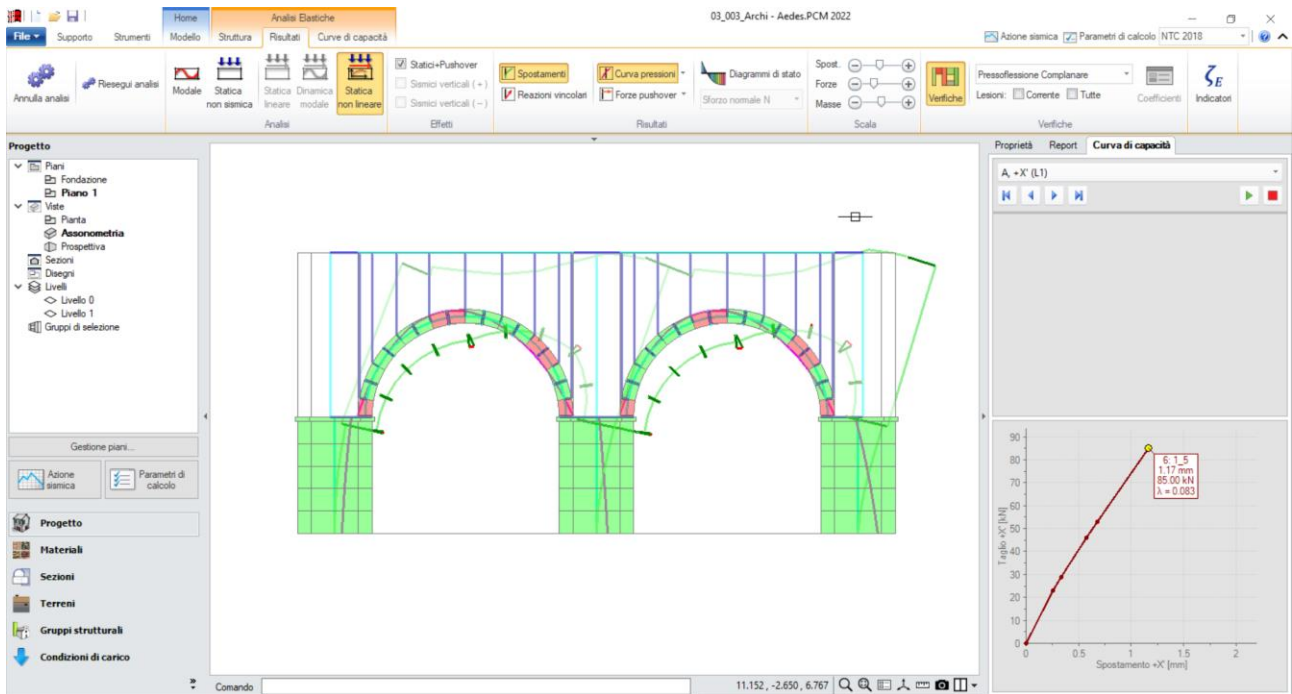 03_003_Archi - Aedes.PCM 2022
Home
Analisi Elastiche
File
Supporto
Strumenti
Modello
Struttura
Risultati
Curve di capacità
Azione sismica
Parametri di calcolo
NTC 2018
Annulla analisi
Riesegui analisi
Modale
Statica non sismica
Statica lineare
Dinamica modale
Statica non lineare
Analisi
Statici+Pushover
Sismici verticali ( + )
Sismici verticali ( – )
Effetti
Spostamenti
Reazioni vincolari
Curva pressioni
Forze pushover
Diagrammi di stato
Sforzo normale N
Risultati
Spost.
Forze
Masse
Scala
Verifiche
Pressoflessione Complanare
Lesioni:
Corrente
Tutte
Coefficienti
Verifiche
ζE
Indicatori
Progetto
Piani
Fondazione
Piano 1
Viste
Pianta
Assonometria
Prospettiva
Sezioni
Disegni
Livelli
Livello 0
Livello 1
Gruppi di selezione
Gestione piani...
Azione sismica
Parametri di calcolo
Progetto
Materiali
Sezioni
Terreni
Gruppi strutturali
Condizioni di carico
Comando
11.152 , -2.650 , 6.767
Proprietà
Report
Curva di capacità
A, +X' (L1)
90
80
70
60
50
40
30
20
10
0
Taglio +X' [kN]
6: 1_5
1.17 mm
85.00 kN
λ = 0.083
0
0.5
1
1.5
2
Spostamento +X' [mm]